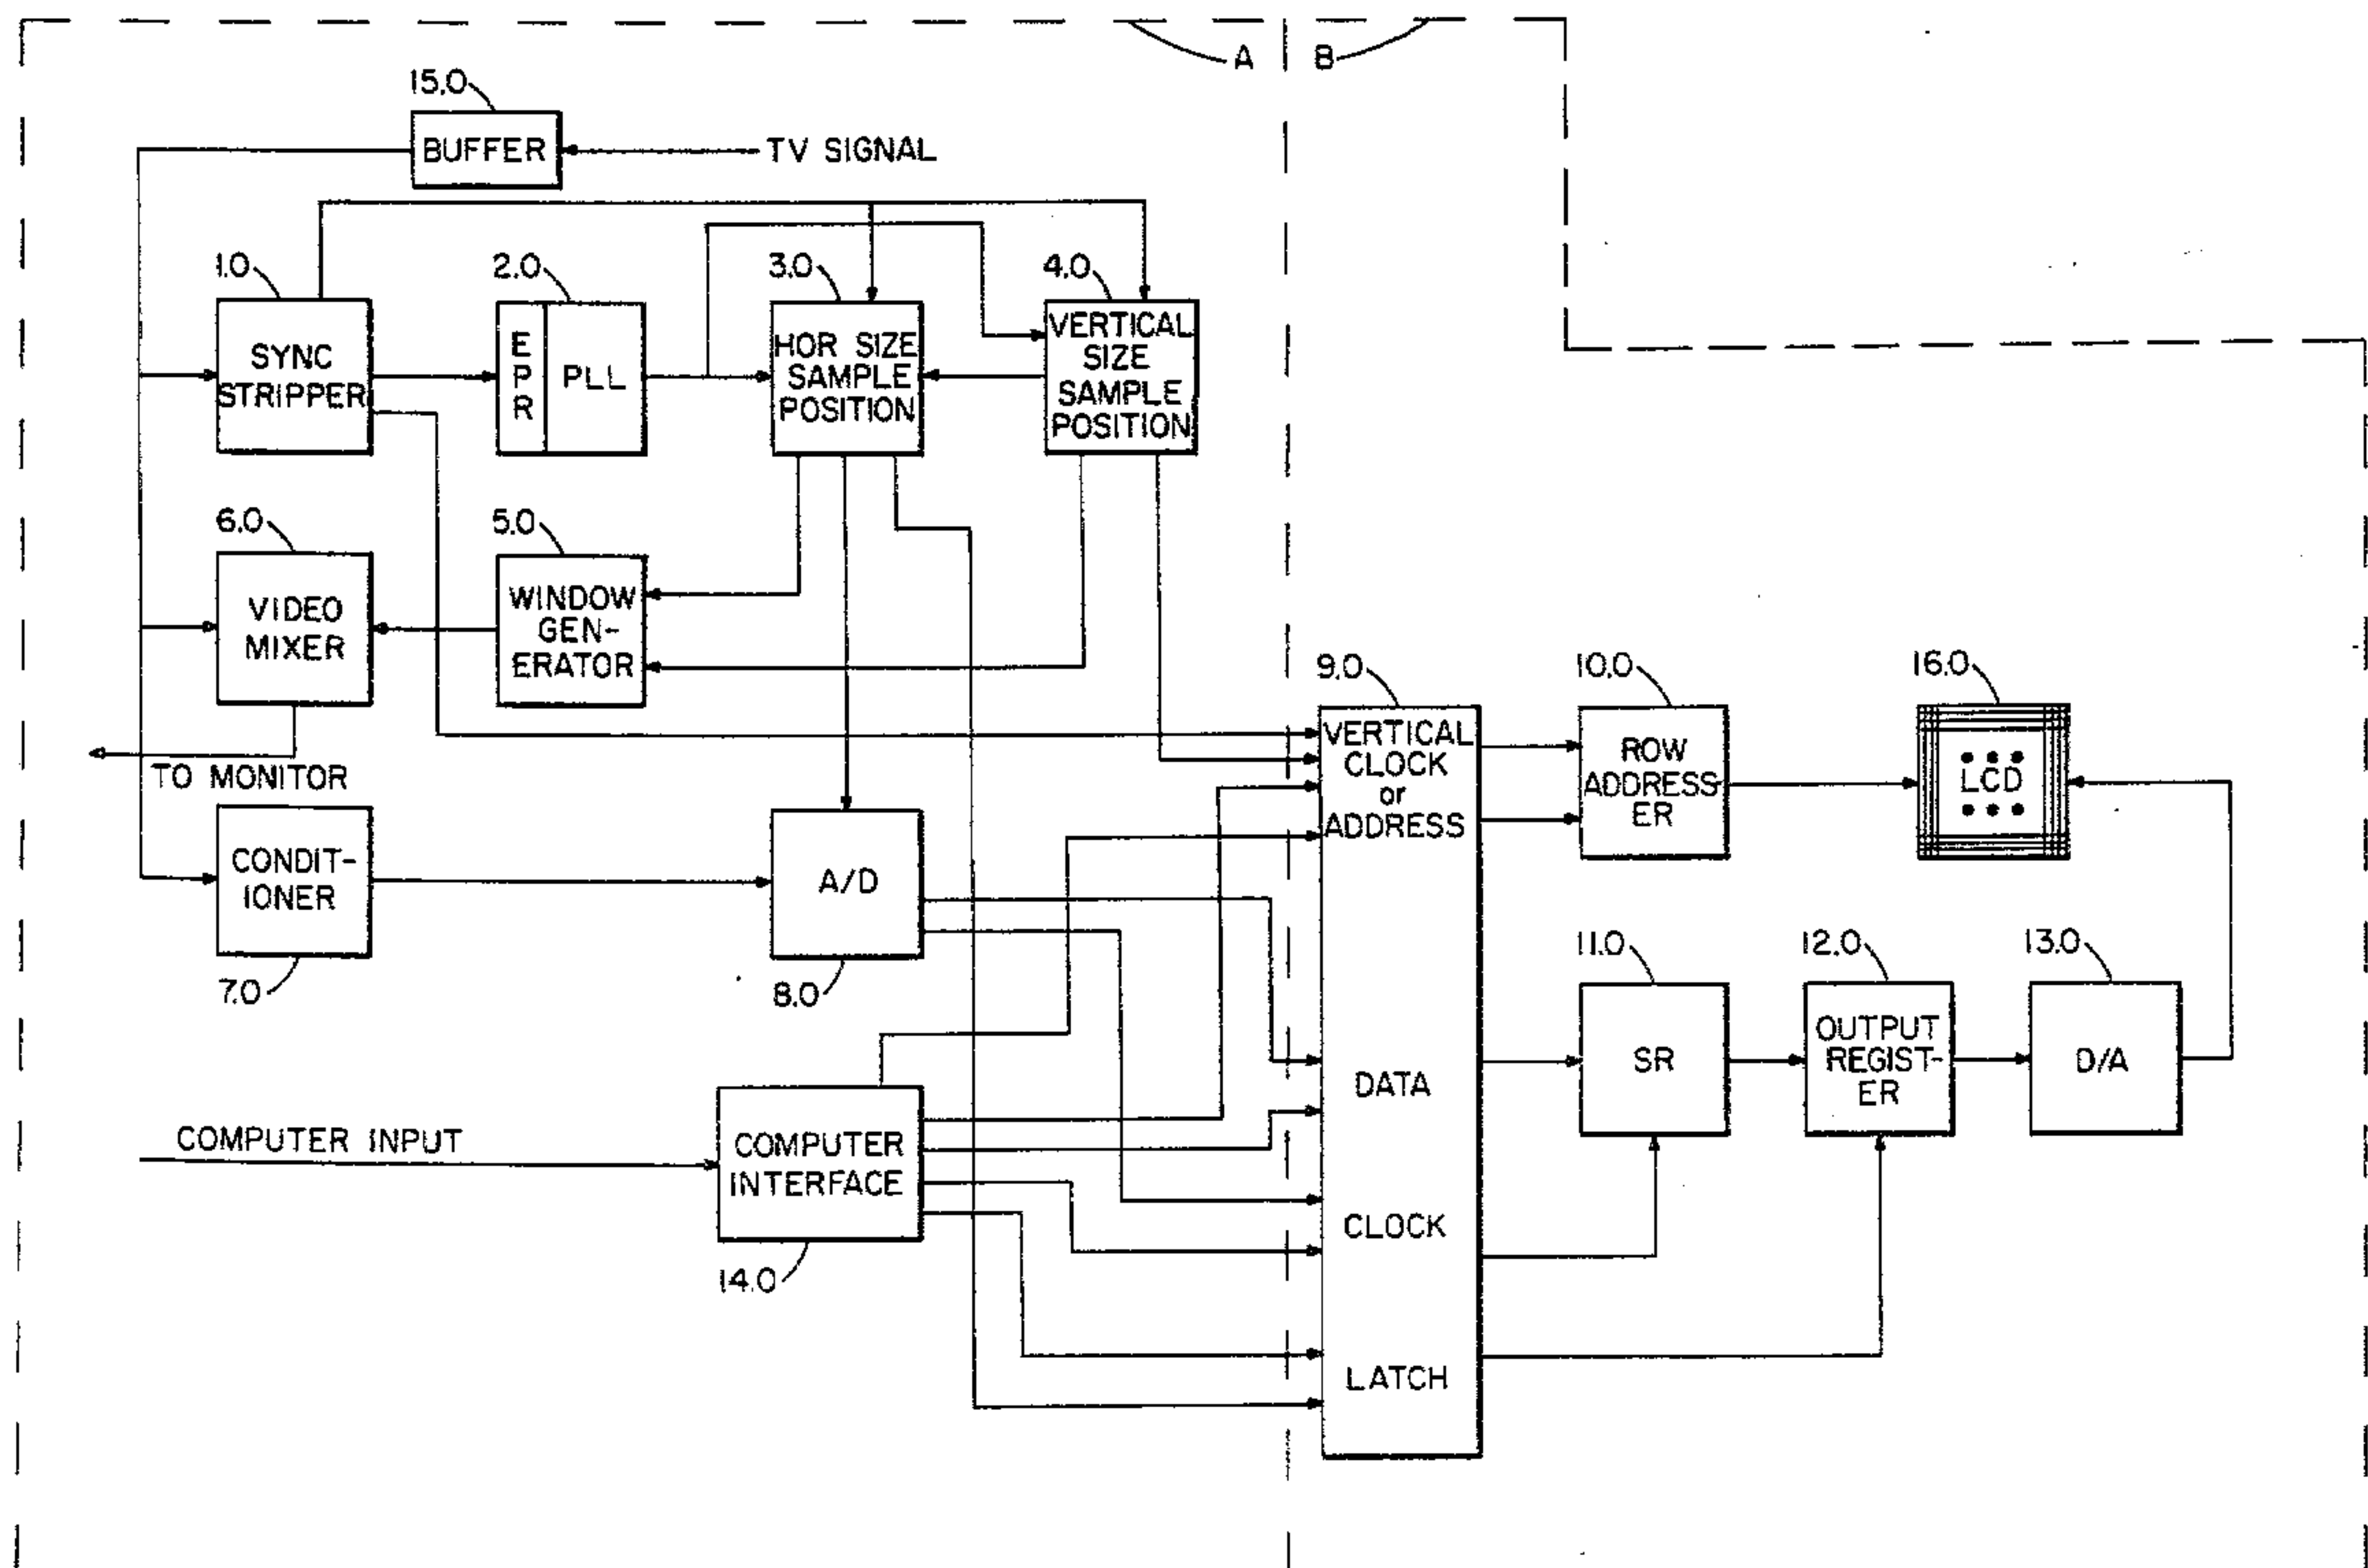 A
B
15.0
BUFFER
TV SIGNAL
1.0
2.0
3.0
4.0
SYNC
STRIPPER
E
P
R
PLL
HOR SIZE
SAMPLE
POSITION
VERTICAL
SIZE
SAMPLE
POSITION
6.0
5.0
VIDEO
MIXER
WINDOW
GEN-
ERATOR
TO MONITOR
9.0
10.0
16.0
VERTICAL
CLOCK
or
ADDRESS
ROW
ADDRESS-
ER
LCD
CONDIT-
IONER
A/D
7.0
8.0
11.0
12.0
13.0
DATA
SR
OUTPUT
REGIST-
ER
D/A
COMPUTER INPUT
COMPUTER
INTERFACE
CLOCK
14.0
LATCH